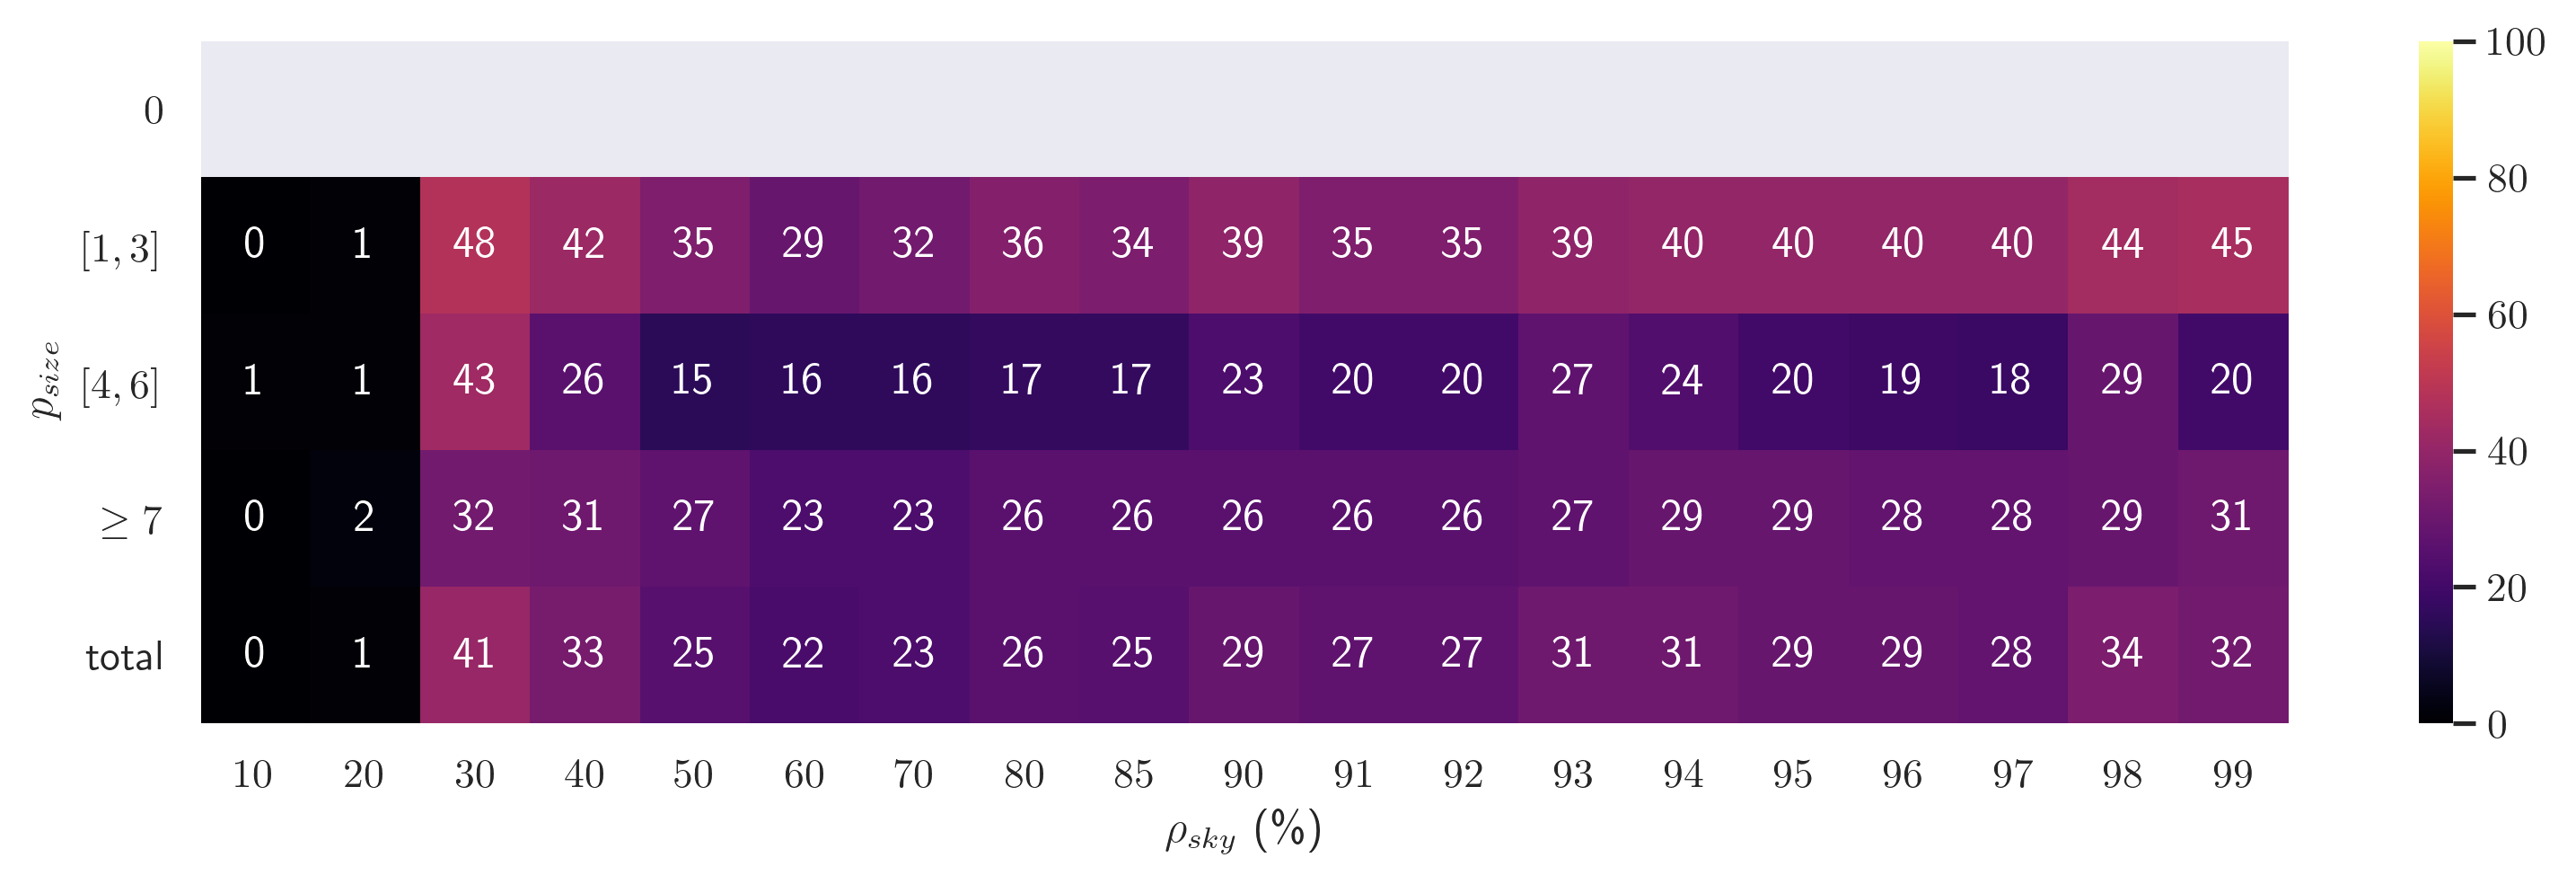 100
0
80
[1, 3] 0 1 48 42 35 29 32 36 34 39 35 35 39 40 40 40 40 44 45
60
p_size
[4, 6] 1 1 43 26 15 16 16 17 17 23 20 20 27 24 20 19 18 29 20
40
≥ 7 0 2 32 31 27 23 23 26 26 26 26 26 27 29 29 28 28 29 31
20
total 0 1 41 33 25 22 23 26 25 29 27 27 31 31 29 29 28 34 32
0
10 20 30 40 50 60 70 80 85 90 91 92 93 94 95 96 97 98 99
ρ_sky (%)